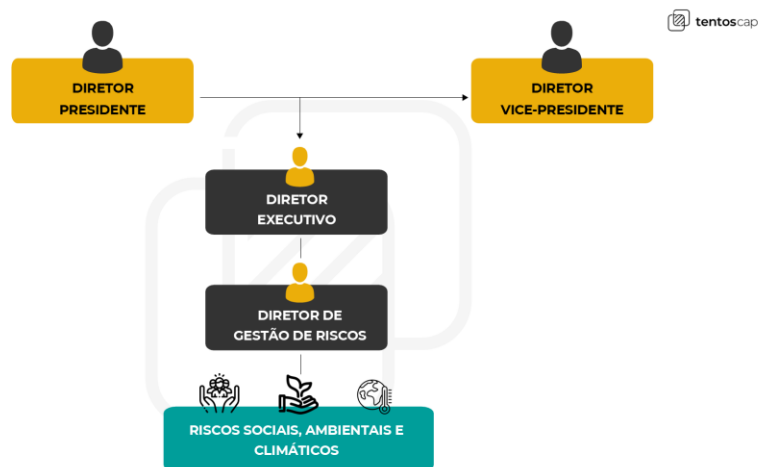 tentoscap
DIRETOR
PRESIDENTE
DIRETOR
VICE-PRESIDENTE
DIRETOR
EXECUTIVO
DIRETOR DE
GESTÃO DE RISCOS
RISCOS SOCIAIS, AMBIENTAIS E
CLIMÁTICOS